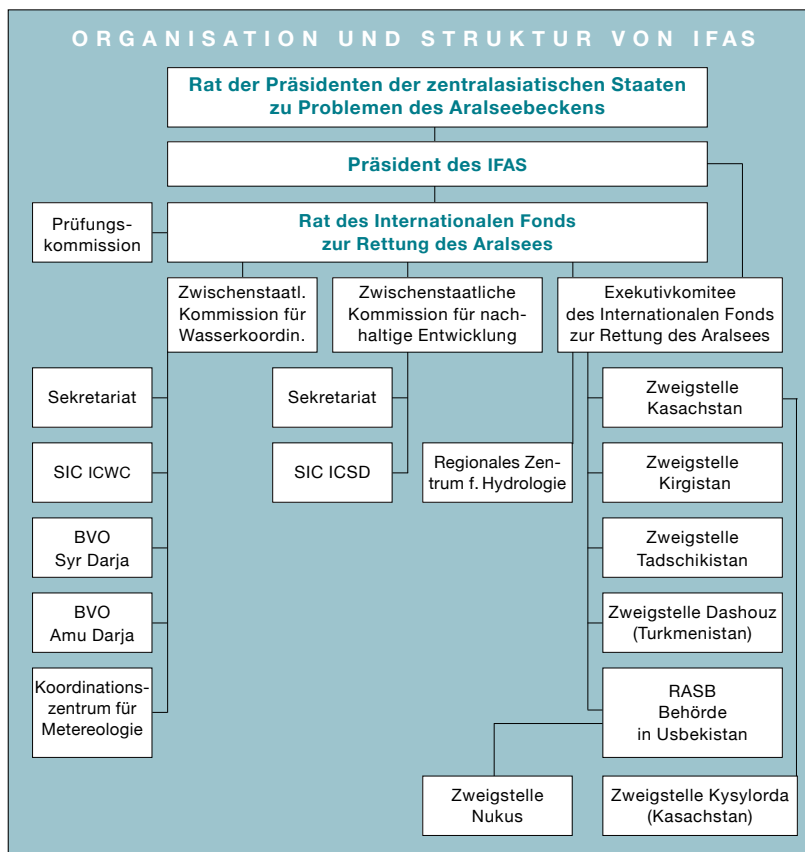 ORGANISATION UND STRUKTUR VON IFAS
Rat der Präsidenten der zentralasiatischen Staaten
zu Problemen des Aralseebeckens
Präsident des IFAS
Prüfungs-
kommission
Rat des Internationalen Fonds
zur Rettung des Aralsees
Zwischenstaatl.
Kommission für
Wasserkoordin.
Zwischenstaatliche
Kommission für nach-
haltige Entwicklung
Exekutivkomitee
des Internationalen Fonds
zur Rettung des Aralsees
Sekretariat
Sekretariat
Zweigstelle
Kasachstan
SIC ICWC
SIC ICSD
Regionales Zen-
trum f. Hydrologie
Zweigstelle
Kirgistan
BVO
Syr Darja
Zweigstelle
Tadschikistan
BVO
Amu Darja
Zweigstelle Dashouz
(Turkmenistan)
Koordinations-
zentrum für
Metereologie
RASB
Behörde
in Usbekistan
Zweigstelle
Nukus
Zweigstelle Kysylorda
(Kasachstan)